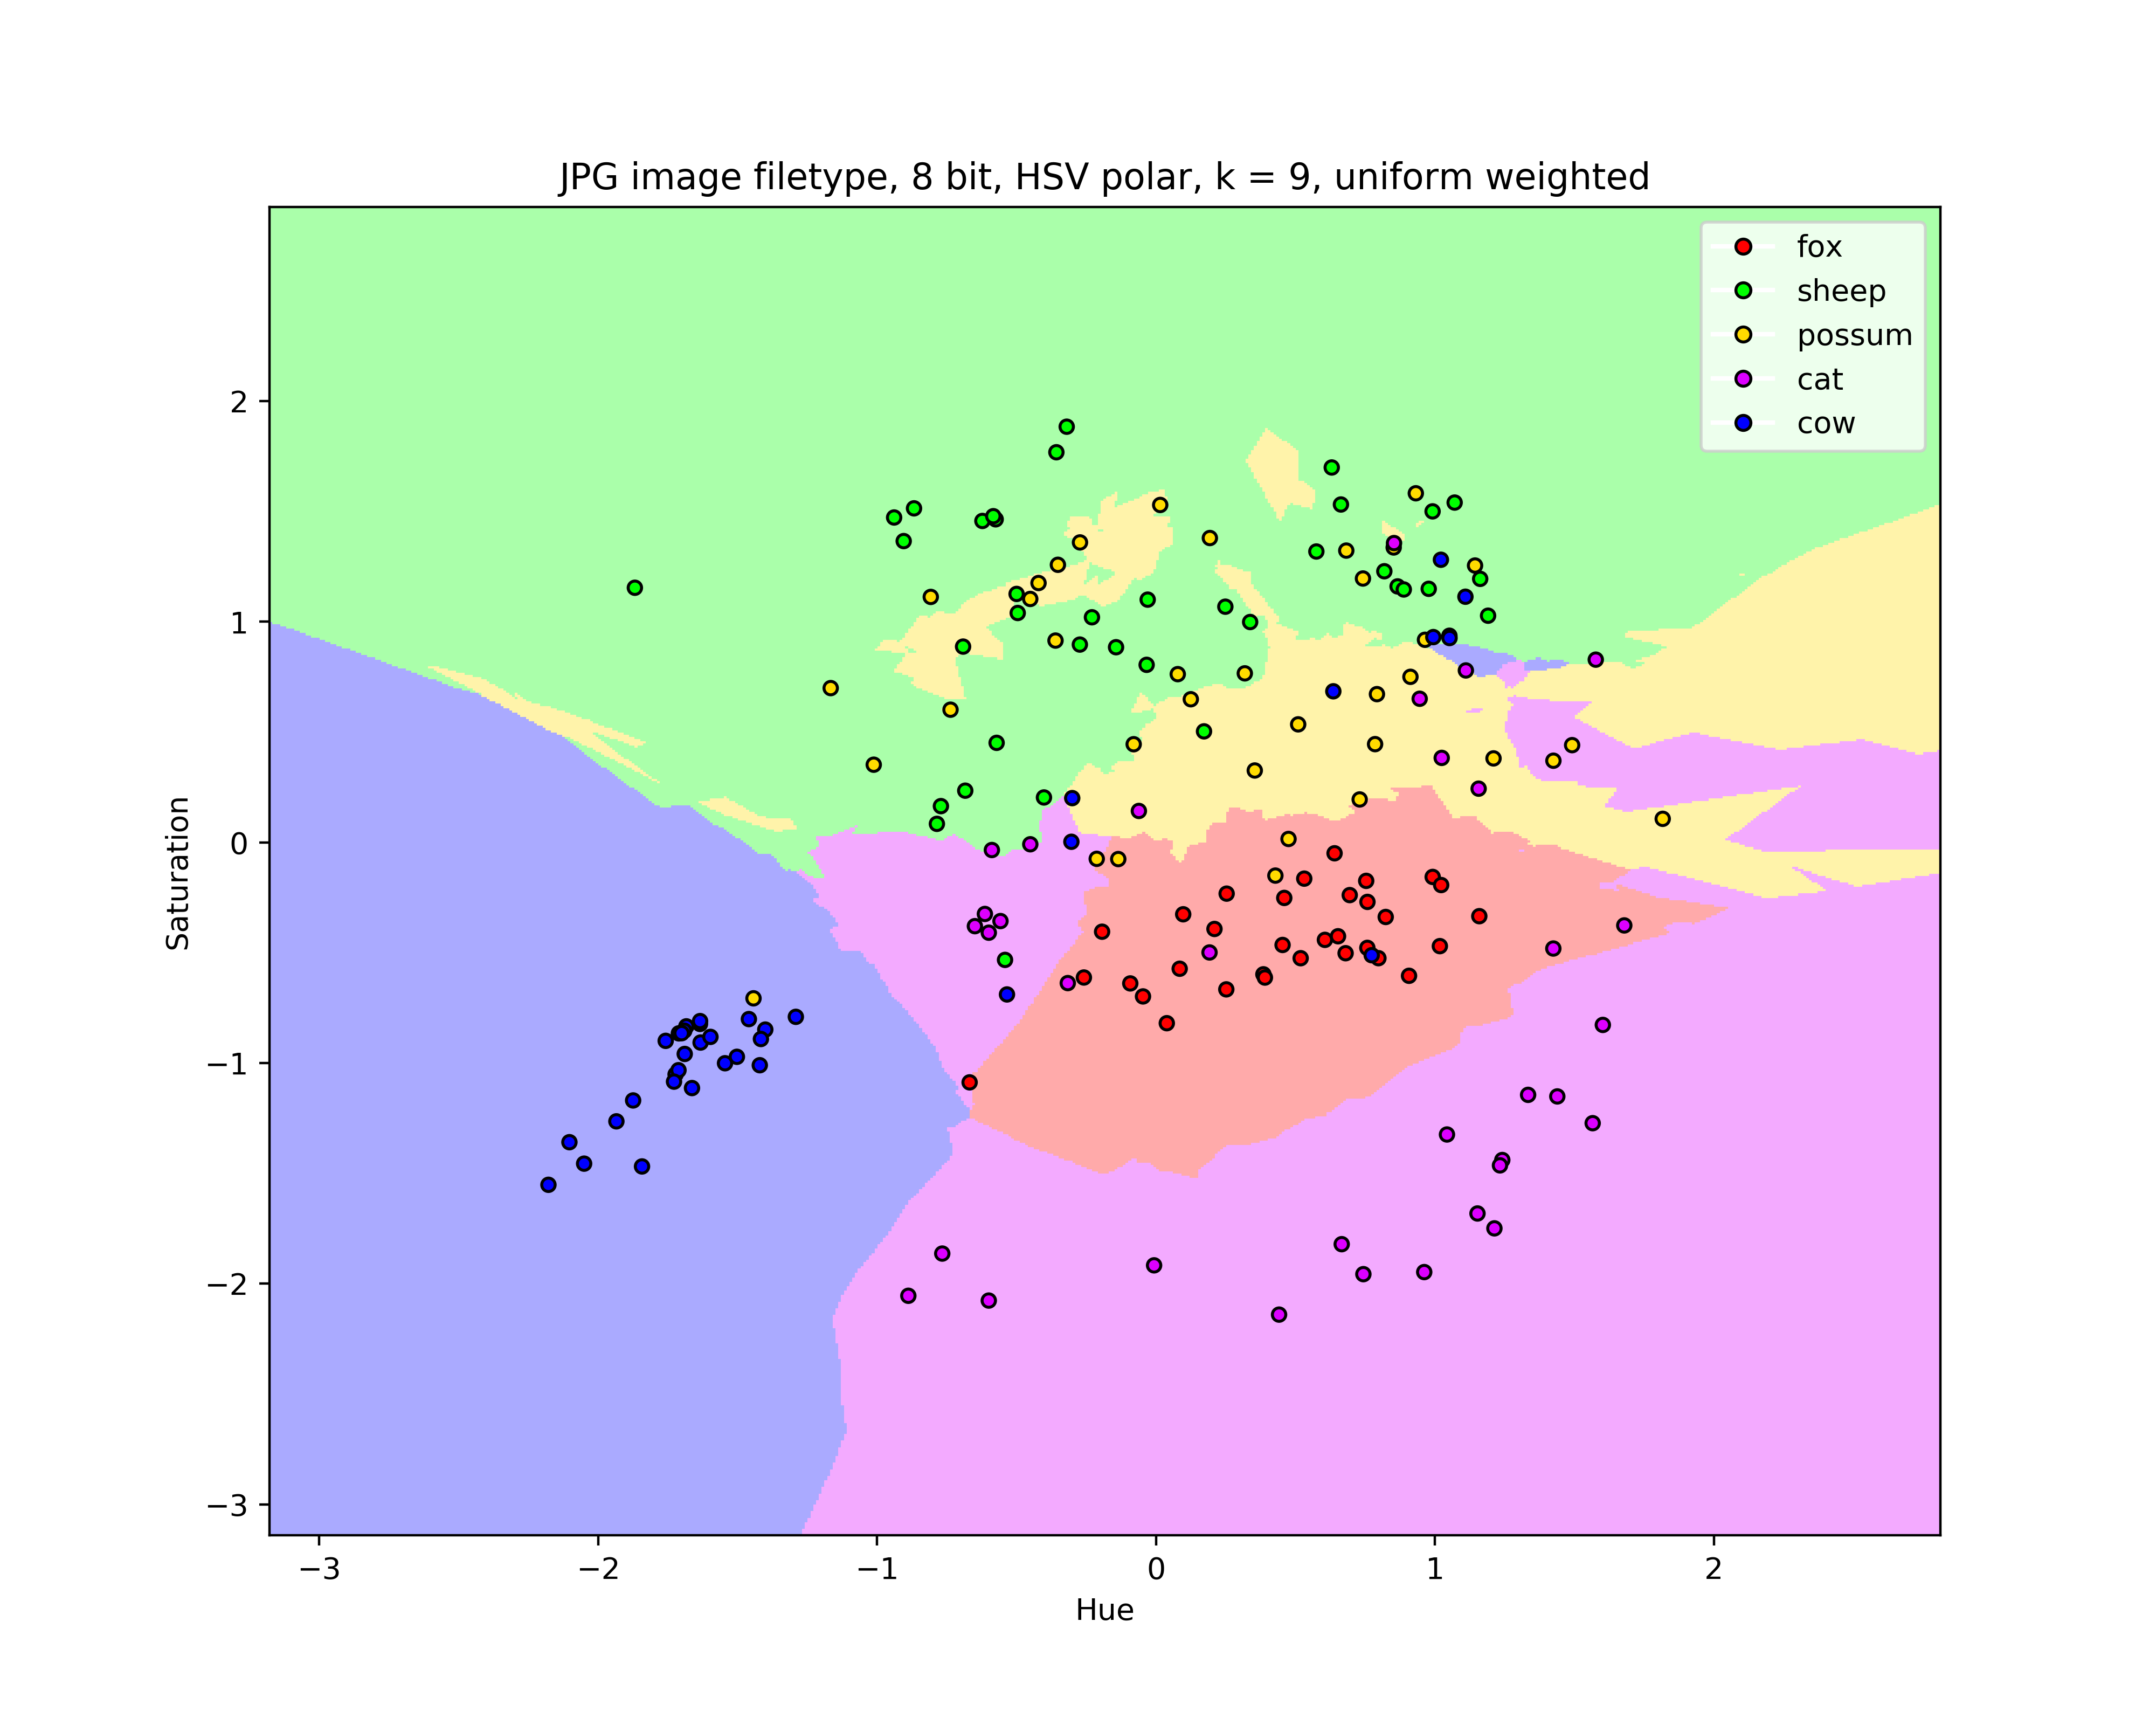 JPG image filetype, 8 bit, HSV polar, k = 9, uniform weighted
fox
sheep
possum
cat
cow
Saturation
2
1
0
−1
−2
−3
−3
−2
−1
0
1
2
Hue